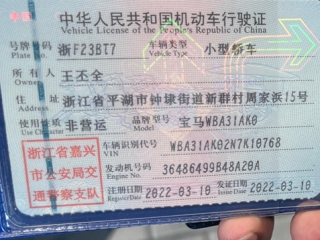 中华人民共和国机动车行驶证
Vehicle License of the People's Republic of China
号牌号码 浙F23BT7 车辆类型 小型轿车
Plate No. Vehicle Type
所有人 王丕全
Owner
住址 浙江省平湖市钟埭街道新群村周家浜15号
Address
使用性质 非营运 品牌型号 宝马WBA31AK0
Use Character Model
浙江省嘉兴市公安局交通警察支队
车辆识别代号 WBA31AK02N7K10768
VIN
发动机号码 36486499B48A20A
Engine No.
注册日期 2022-03-10 发证日期 2022-03-10
Register Date Issue Date